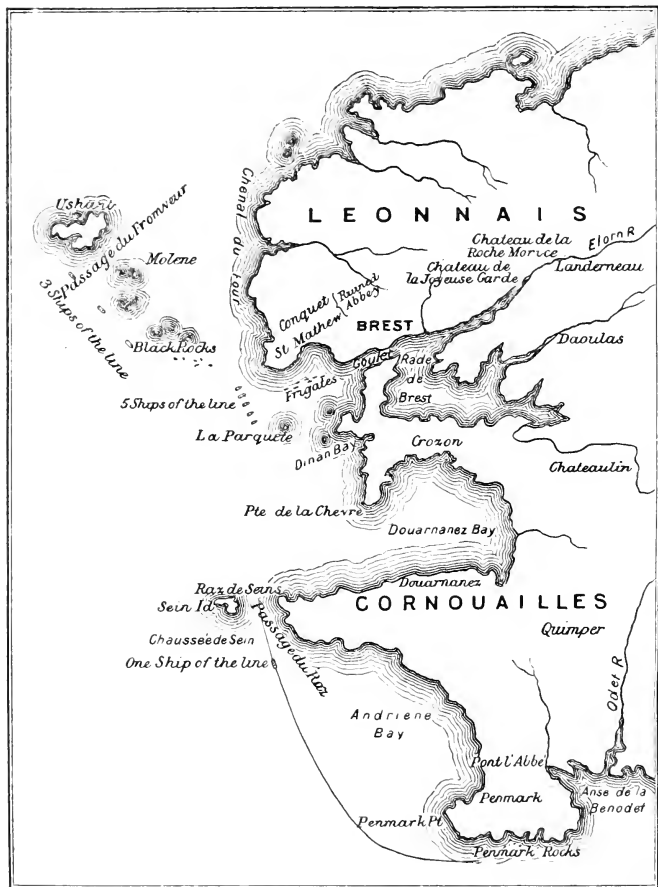 Ushant
Passage du Fromveur
Molene
3 Ships of the line
Black Rocks
Chenal du Four
LEONNAIS
Elorn R
Chateau de la
Roche Morice
Landerneau
Chateau de
la Joyeuse Garde
Conquet
St Mathew
Ruined
Abbey
BREST
Goulet
Rade
de
Brest
Daoulas
Frigates
5 Ships of the line
La Parquete
Dinan Bay
Crozon
Chateaulin
Pte de la Chevre
Douarnanez Bay
Douarnanez
Raz de Seins
Sein Id
CORNOUAILLES
Quimper
Chaussée de Sein
Passage du Raz
One Ship of the line
Odet R
Andriene
Bay
Pont l'Abbé
Penmark
Anse de la
Benodet
Penmark Pt
Penmark Rocks